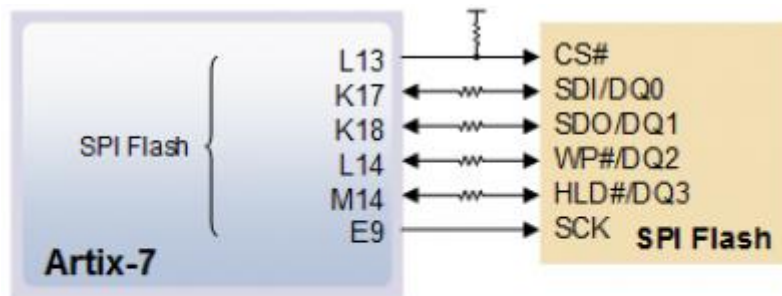 L13
CS#
K17
SDI/DQ0
K18
SDO/DQ1
SPI Flash
L14
WP#/DQ2
M14
HLD#/DQ3
E9
SCK
SPI Flash
Artix-7